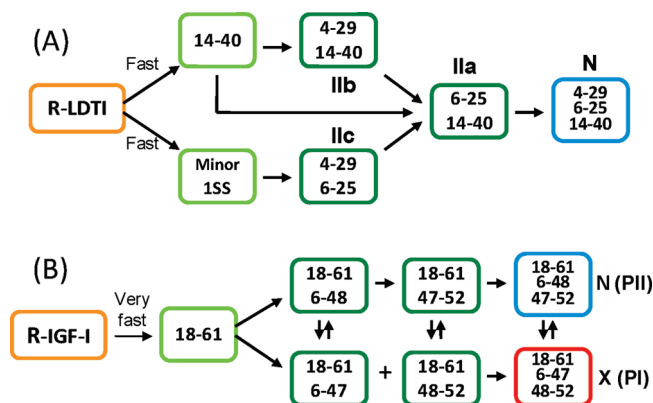 (A)
R-LDTI
Fast
Fast
14-40
4-29
14-40
IIb
Minor
1SS
IIc
4-29
6-25
IIa
6-25
14-40
N
4-29
6-25
14-40
(B)
R-IGF-I
Very
fast
18-61
18-61
6-48
18-61
47-52
18-61
6-48
47-52
N (PII)
18-61
6-47
+
18-61
48-52
18-61
6-47
48-52
X (PI)